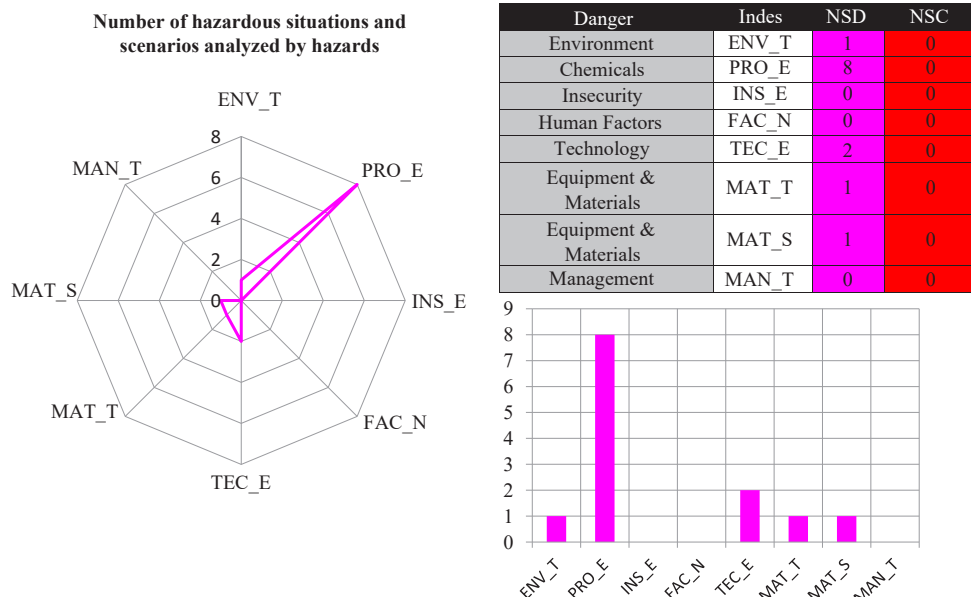 Number of hazardous situations and
scenarios analyzed by hazards
ENV_T
PRO_E
INS_E
FAC_N
TEC_E
MAT_T
MAT_S
MAN_T
8
6
4
2
0
Danger Indes NSD NSC
Environment ENV_T 1 0
Chemicals PRO_E 8 0
Insecurity INS_E 0 0
Human Factors FAC_N 0 0
Technology TEC_E 2 0
Equipment &
Materials MAT_T 1 0
Equipment &
Materials MAT_S 1 0
Management MAN_T 0 0
9
8
7
6
5
4
3
2
1
0
ENV_T PRO_E INS_E FAC_N TEC_E MAT_T MAT_S MAN_T